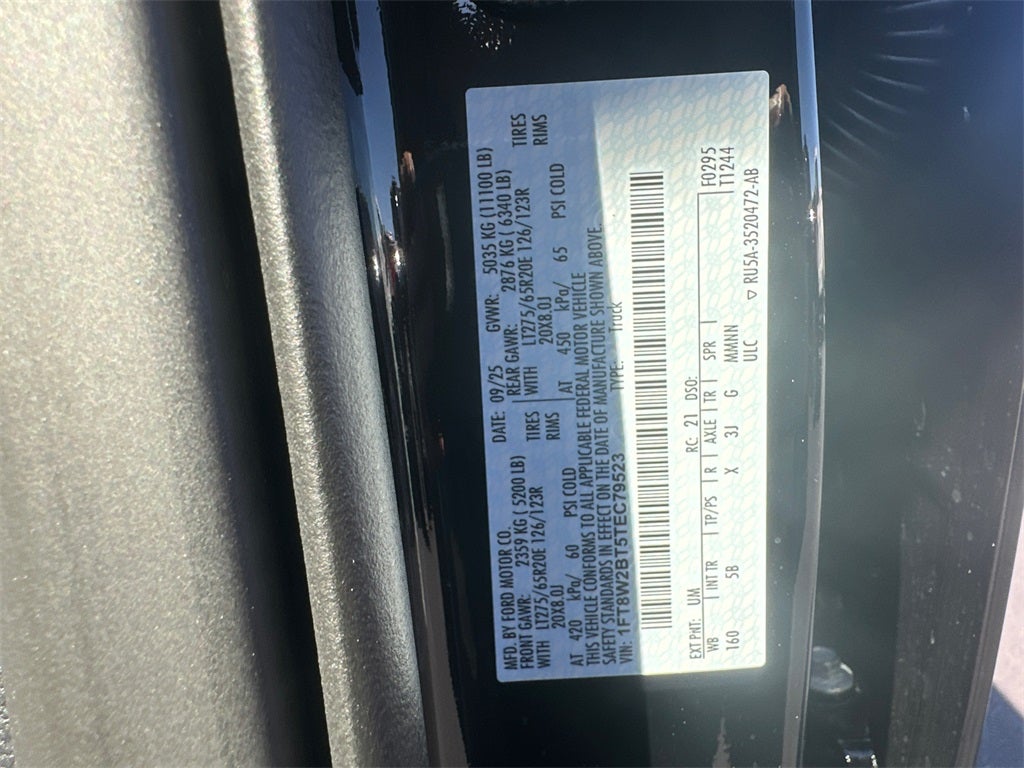 MFD. BY FORD MOTOR CO. DATE: 09/25 GVWR: 5035 KG (11100 LB)
FRONT GAWR: 2359 KG ( 5200 LB) REAR GAWR: 2876 KG ( 6340 LB)
WITH LT275/65R20E 126/123R TIRES WITH LT275/65R20E 126/123R TIRES
20X8.0J RIMS 20X8.0J RIMS
AT 420 kPa/ 60 PSI COLD AT 450 kPa/ 65 PSI COLD
THIS VEHICLE CONFORMS TO ALL APPLICABLE FEDERAL MOTOR VEHICLE
SAFETY STANDARDS IN EFFECT ON THE DATE OF MANUFACTURE SHOWN ABOVE.
VIN: 1FT8W2BT5TEC79523 TYPE: Truck
EXT PNT: UM RC: 21 DSO: F0295
WB INT TR TP/PS R AXLE TR SPR T1244
160 5B X 3J G MMNN
ULC ▽ RU5A-3520472-AB